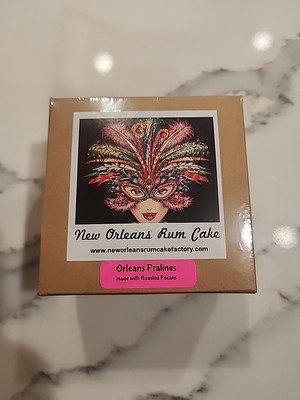 New Orleans Rum Cake
www.neworleansrumcakefactory.com
Orleans Pralines
made with Roasted Pecans